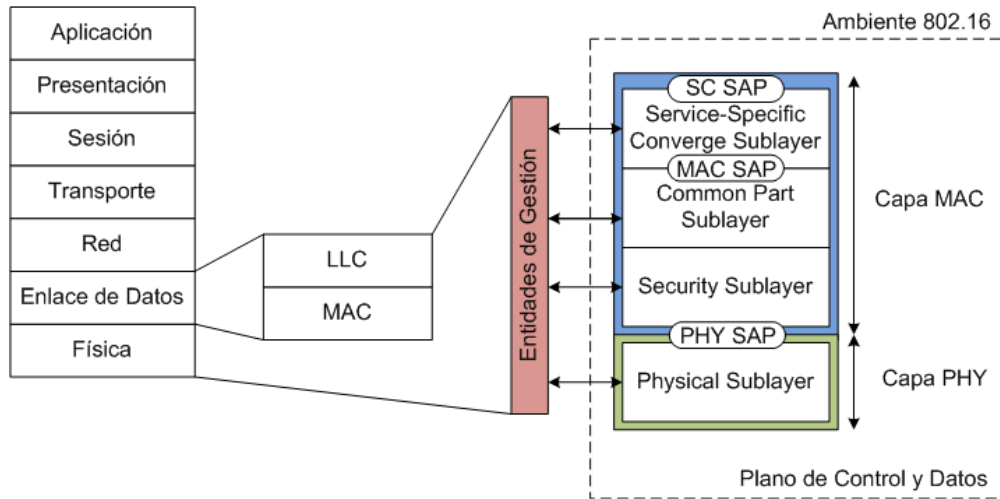 Aplicación
Presentación
Sesión
Transporte
Red
Enlace de Datos
Física
LLC
MAC
Entidades de Gestión
Ambiente 802.16
SC SAP
Service-Specific
Converge Sublayer
MAC SAP
Common Part
Sublayer
Security Sublayer
PHY SAP
Physical Sublayer
Capa MAC
Capa PHY
Plano de Control y Datos